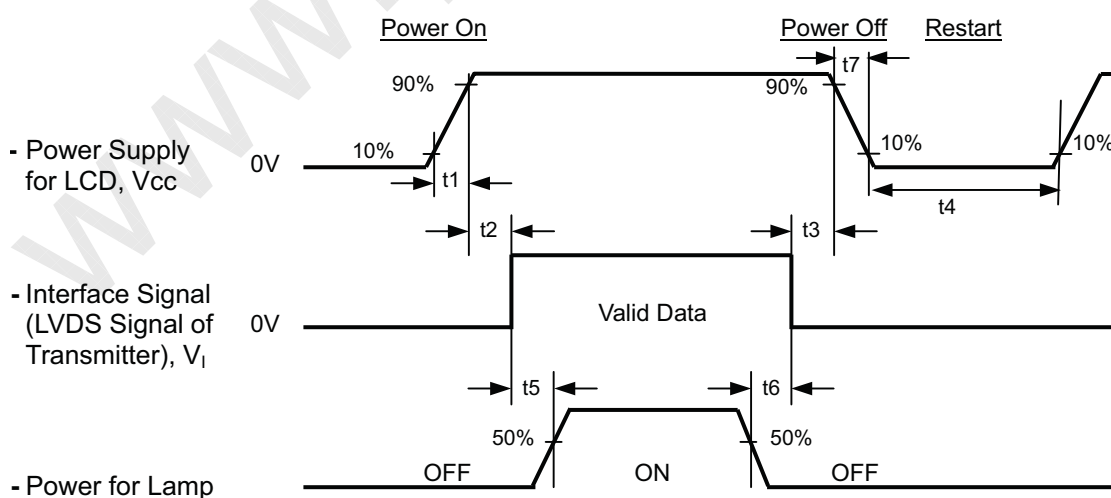 Power On
Power Off
Restart
t7
90%
90%
10%
10%
10%
- Power Supply
for LCD, Vcc
0V
t1
t4
t2
t3
- Interface Signal
(LVDS Signal of
Transmitter), VI
0V
Valid Data
t5
t6
50%
50%
- Power for Lamp
OFF
ON
OFF